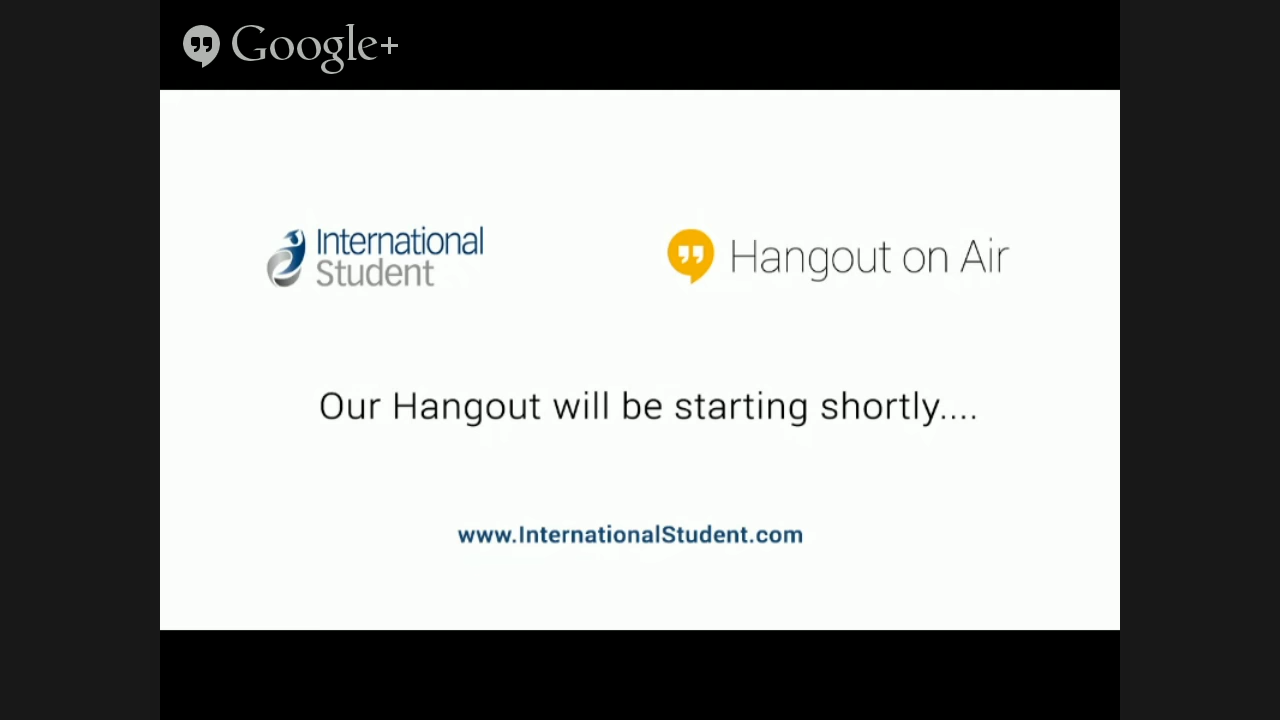 Google+
International
Student
Hangout on Air
Our Hangout will be starting shortly....
www.InternationalStudent.com